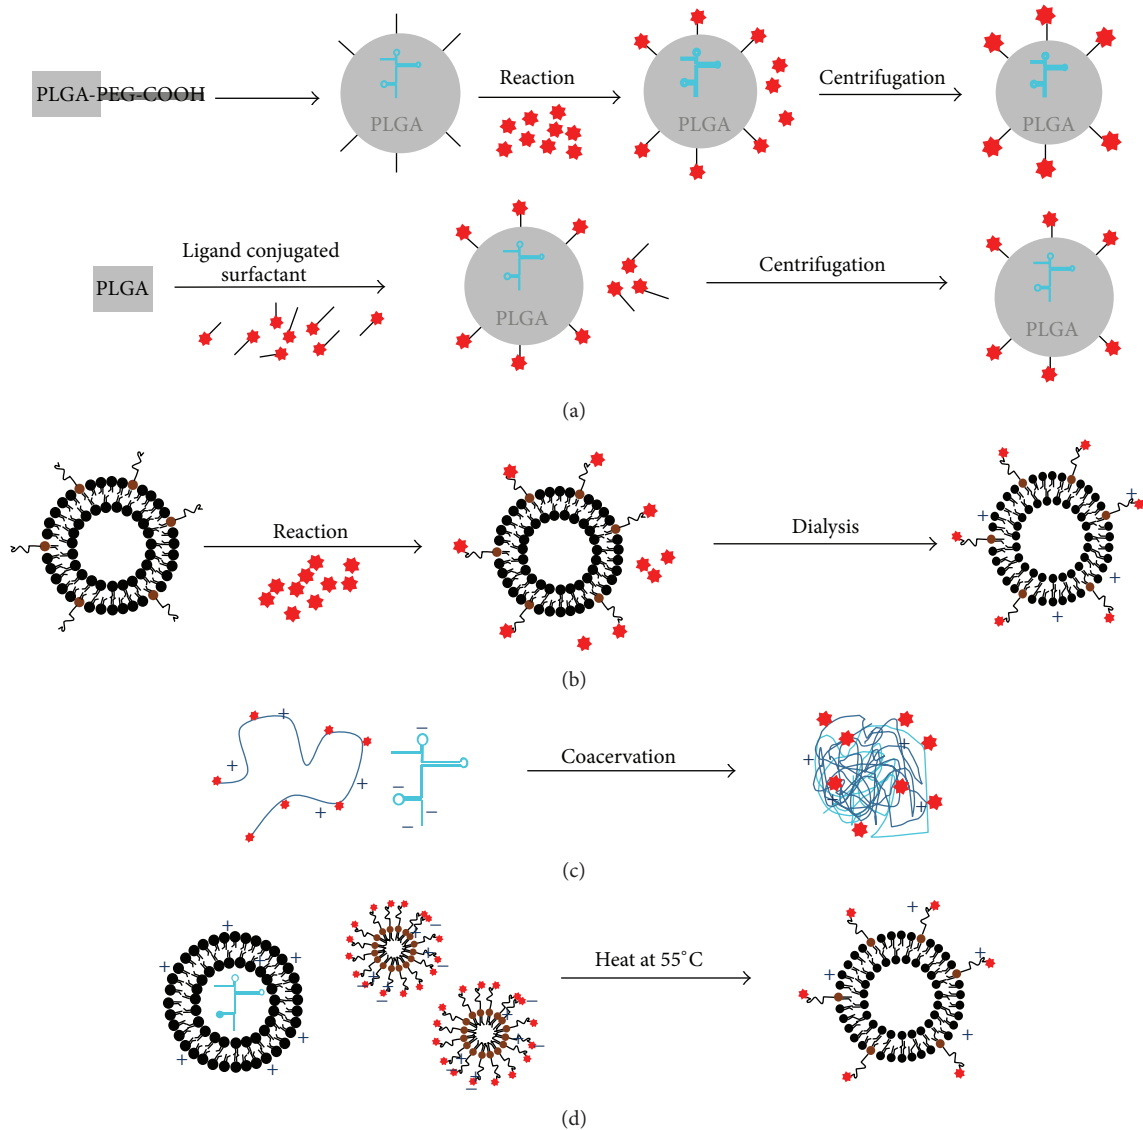 PLGA-PEG-COOH
PLGA
Reaction
PLGA
Centrifugation
PLGA
PLGA
Ligand conjugated
surfactant
PLGA
Centrifugation
PLGA
(a)
Reaction
Dialysis
+
+
+
+
(b)
+
+
+
+
−
−
−
−
Coacervation
+
+
+
+
(c)
+
+
+
+
+
+
−
+
−
+
−
−
+
−
−
+
−
+
−
+
−
−
Heat at 55°C
+
+
+
+
+
(d)